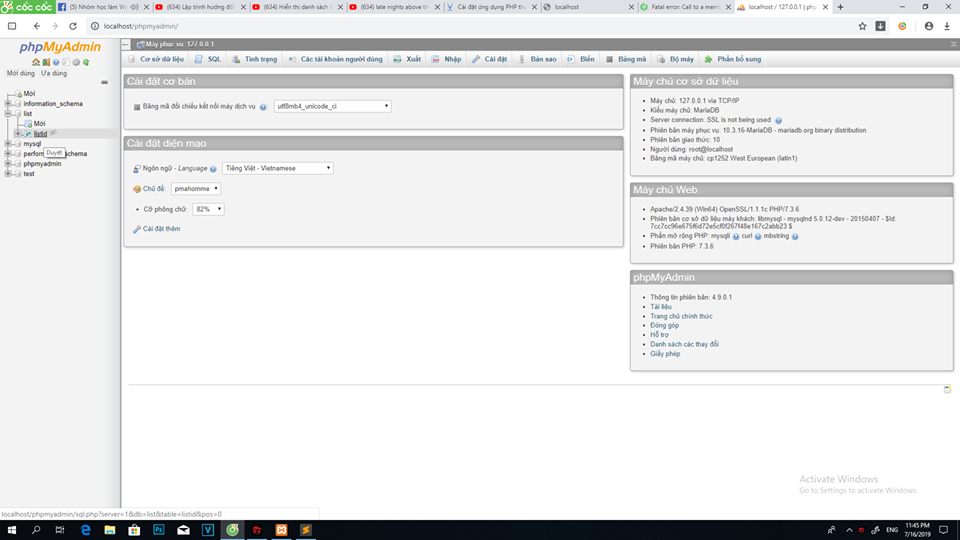 cốc cốc
(5) Nhóm học làm We
(634) Lập trình hướng đối
(634) Hiển thị danh sách t
(634) late nights above th
Cài đặt ứng dụng PHP th
localhost
Fatal error: Call to a mem
localhost / 127.0.0.1 | ph
localhost/phpmyadmin/
phpMyAdmin
Mới dùng Ưa dùng
Mới
information_schema
list
Mới
listid
mysql
Duyệt
phpmyadmin
test
Máy phục vụ: 127.0.0.1
Cơ sở dữ liệu SQL Tình trạng Các tài khoản người dùng Xuất Nhập Cài đặt Bản sao Biến Bảng mã Bộ máy Phần bổ sung
Cài đặt cơ bản
Bảng mã đối chiếu kết nối máy dịch vụ utf8mb4_unicode_ci
Cài đặt diện mạo
Ngôn ngữ - Language Tiếng Việt - Vietnamese
Chủ đề: pmahomme
Cỡ phông chữ: 82%
Cài đặt thêm
Máy chủ cơ sở dữ liệu
Máy chủ: 127.0.0.1 via TCP/IP
Kiểu máy chủ: MariaDB
Server connection: SSL is not being used
Phiên bản máy phục vụ: 10.3.16-MariaDB - mariadb.org binary distribution
Phiên bản giao thức: 10
Người dùng: root@localhost
Bảng mã máy chủ: cp1252 West European (latin1)
Máy chủ Web
Apache/2.4.39 (Win64) OpenSSL/1.1.1c PHP/7.3.6
Phiên bản cơ sở dữ liệu máy khách: libmysql - mysqlnd 5.0.12-dev - 20150407 - $Id:
7cc7cc96e675f6d72e5cf0f267f48e167c2abb23 $
Phần mở rộng PHP: mysqli curl mbstring
Phiên bản PHP: 7.3.6
phpMyAdmin
Thông tin phiên bản: 4.9.0.1
Tài liệu
Trang chủ chính thức
Đóng góp
Hỗ trợ
Danh sách các thay đổi
Giấy phép
Activate Windows
Go to Settings to activate Windows.
localhost/phpmyadmin/sql.php?server=1&db=list&table=listid&pos=0
ENG
11:45 PM
7/16/2019